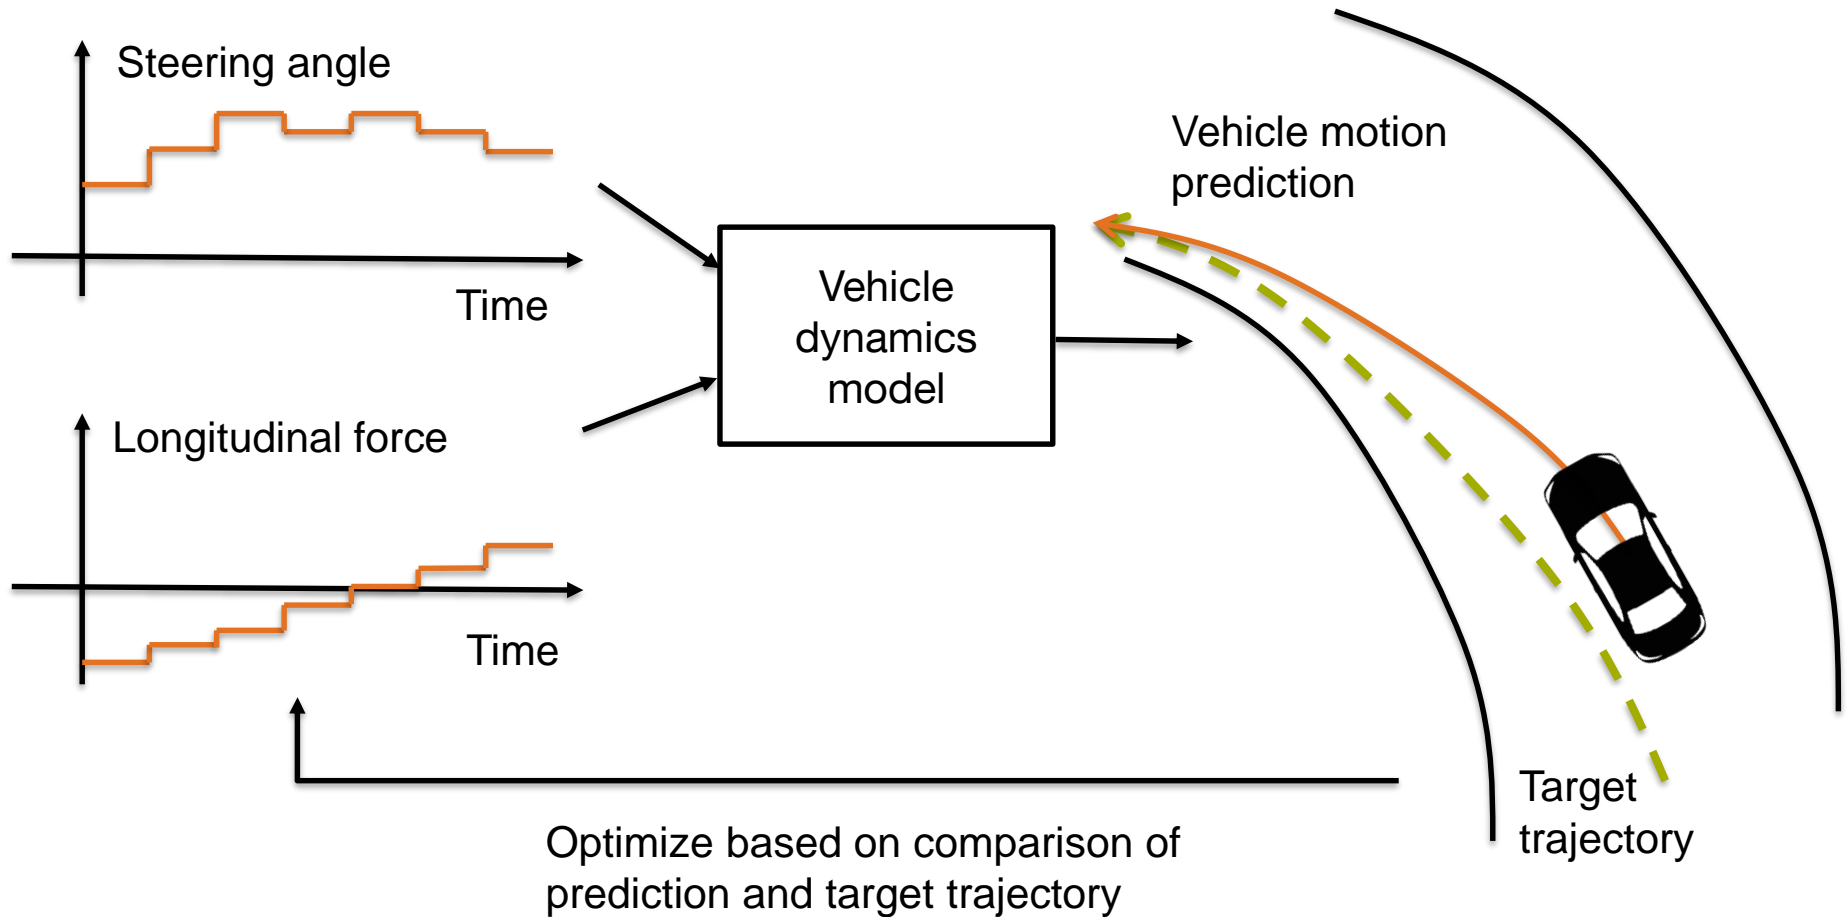 Steering angle
Time
Longitudinal force
Time
Vehicle
dynamics
model
Vehicle motion
prediction
Target
trajectory
Optimize based on comparison of
prediction and target trajectory